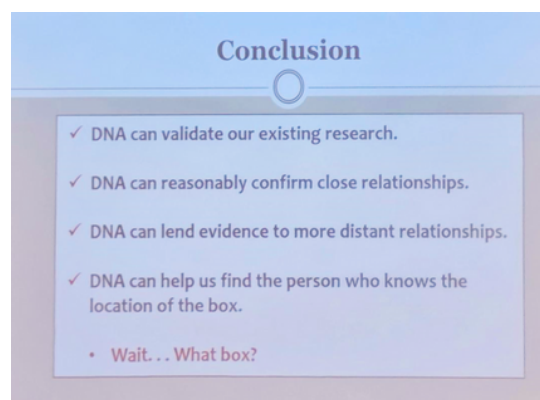 Conclusion
✓ DNA can validate our existing research.
✓ DNA can reasonably confirm close relationships.
✓ DNA can lend evidence to more distant relationships.
✓ DNA can help us find the person who knows the
location of the box.
• Wait... What box?